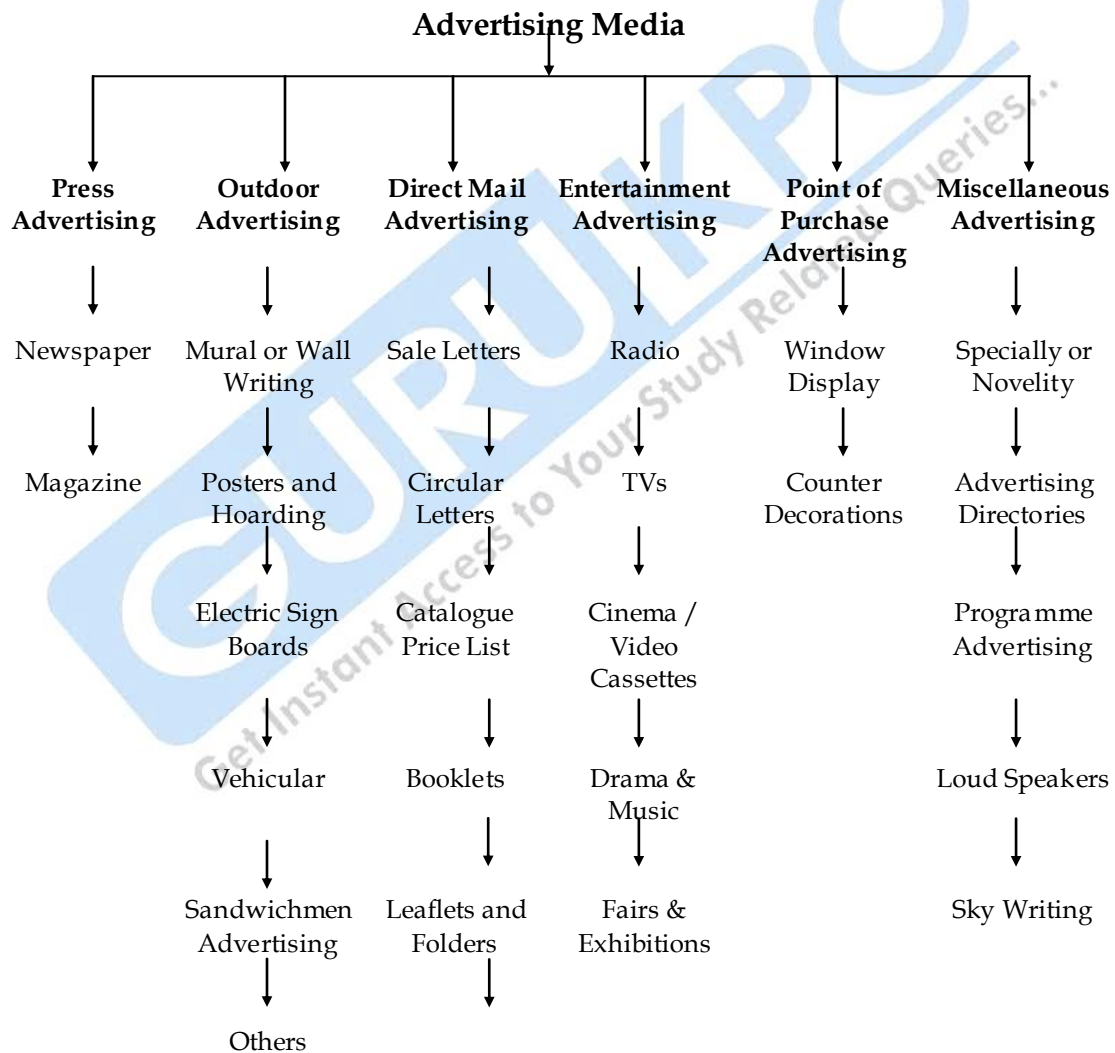 Advertising Media
Press
Advertising
Outdoor
Advertising
Direct Mail
Advertising
Entertainment
Advertising
Point of
Purchase
Advertising
Miscellaneous
Advertising
Newspaper
Mural or Wall
Writing
Sale Letters
Radio
Window
Display
Specially or
Novelity
Magazine
Posters and
Hoarding
Circular
Letters
TVs
Counter
Decorations
Advertising
Directories
Electric Sign
Boards
Catalogue
Price List
Cinema /
Video
Cassettes
Programme
Advertising
Vehicular
Booklets
Drama &
Music
Loud Speakers
Sandwichmen
Advertising
Leaflets and
Folders
Fairs &
Exhibitions
Sky Writing
Others
GURUKPO
Get Instant Access to Your Study Related Queries...